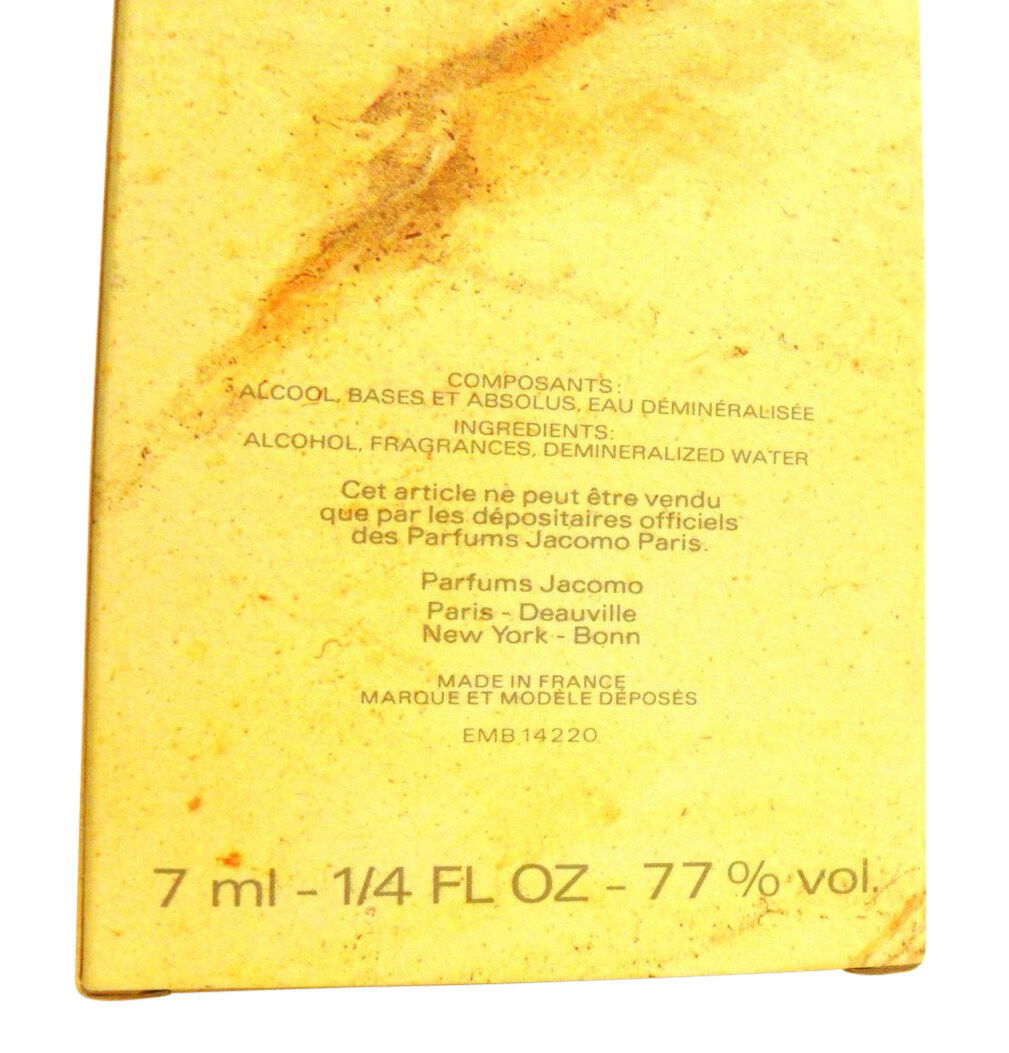 COMPOSANTS:
ALCOOL, BASES ET ABSOLUS, EAU DÉMINÉRALISÉE
INGREDIENTS:
ALCOHOL, FRAGRANCES, DEMINERALIZED WATER
Cet article ne peut être vendu
que par les dépositaires officiels
des Parfums Jacomo Paris.
Parfums Jacomo
Paris - Deauville
New York - Bonn
MADE IN FRANCE
MARQUE ET MODÈLE DÉPOSÉS
EMB 14220
7 ml - 1/4 FL OZ - 77 % vol.